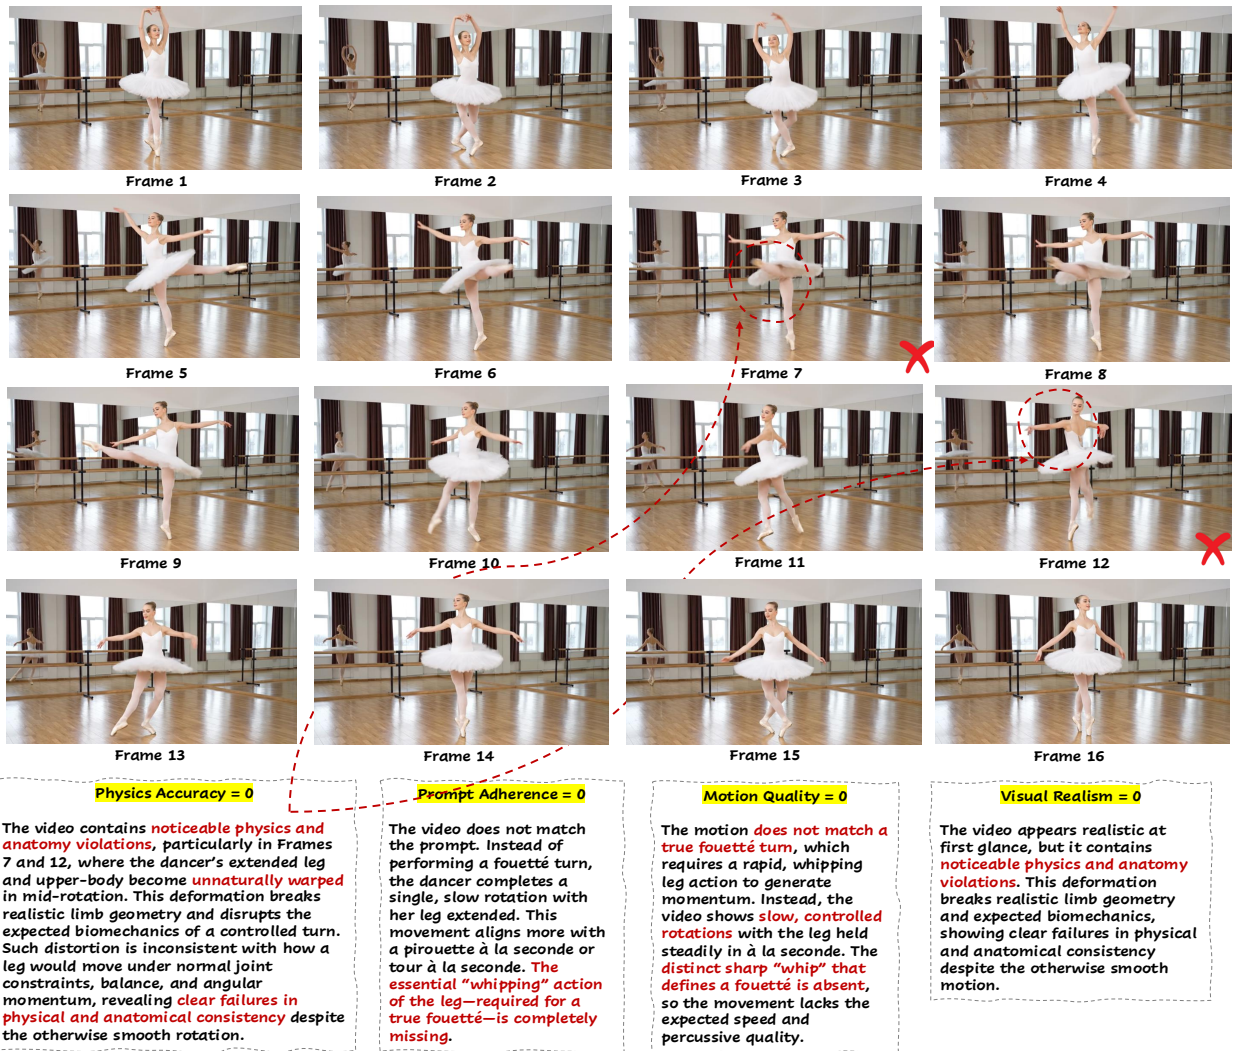 Frame 1
Frame 2
Frame 3
Frame 4
Frame 5
Frame 6
Frame 7
Frame 8
Frame 9
Frame 10
Frame 11
Frame 12
Frame 13
Frame 14
Frame 15
Frame 16
Physics Accuracy = 0
The video contains noticeable physics and
anatomy violations, particularly in Frames
7 and 12, where the dancer's extended leg
and upper-body become unnaturally warped
in mid-rotation. This deformation breaks
realistic limb geometry and disrupts the
expected biomechanics of a controlled turn.
Such distortion is inconsistent with how a
leg would move under normal joint
constraints, balance, and angular
momentum, revealing clear failures in
physical and anatomical consistency despite
the otherwise smooth rotation.
Prompt Adherence = 0
The video does not match
the prompt. Instead of
performing a fouetté turn,
the dancer completes a
single, slow rotation with
her leg extended. This
movement aligns more with
a pirouette à la seconde or
tour à la seconde. The
essential "whipping" action
of the leg—required for a
true fouetté—is completely
missing.
Motion Quality = 0
The motion does not match a
true fouetté turn, which
requires a rapid, whipping
leg action to generate
momentum. Instead, the
video shows slow, controlled
rotations with the leg held
steadily in à la seconde. The
distinct sharp "whip" that
defines a fouetté is absent,
so the movement lacks the
expected speed and
percussive quality.
Visual Realism = 0
The video appears realistic at
first glance, but it contains
noticeable physics and anatomy
violations. This deformation
breaks realistic limb geometry
and expected biomechanics,
showing clear failures in physical
and anatomical consistency
despite the otherwise smooth
motion.